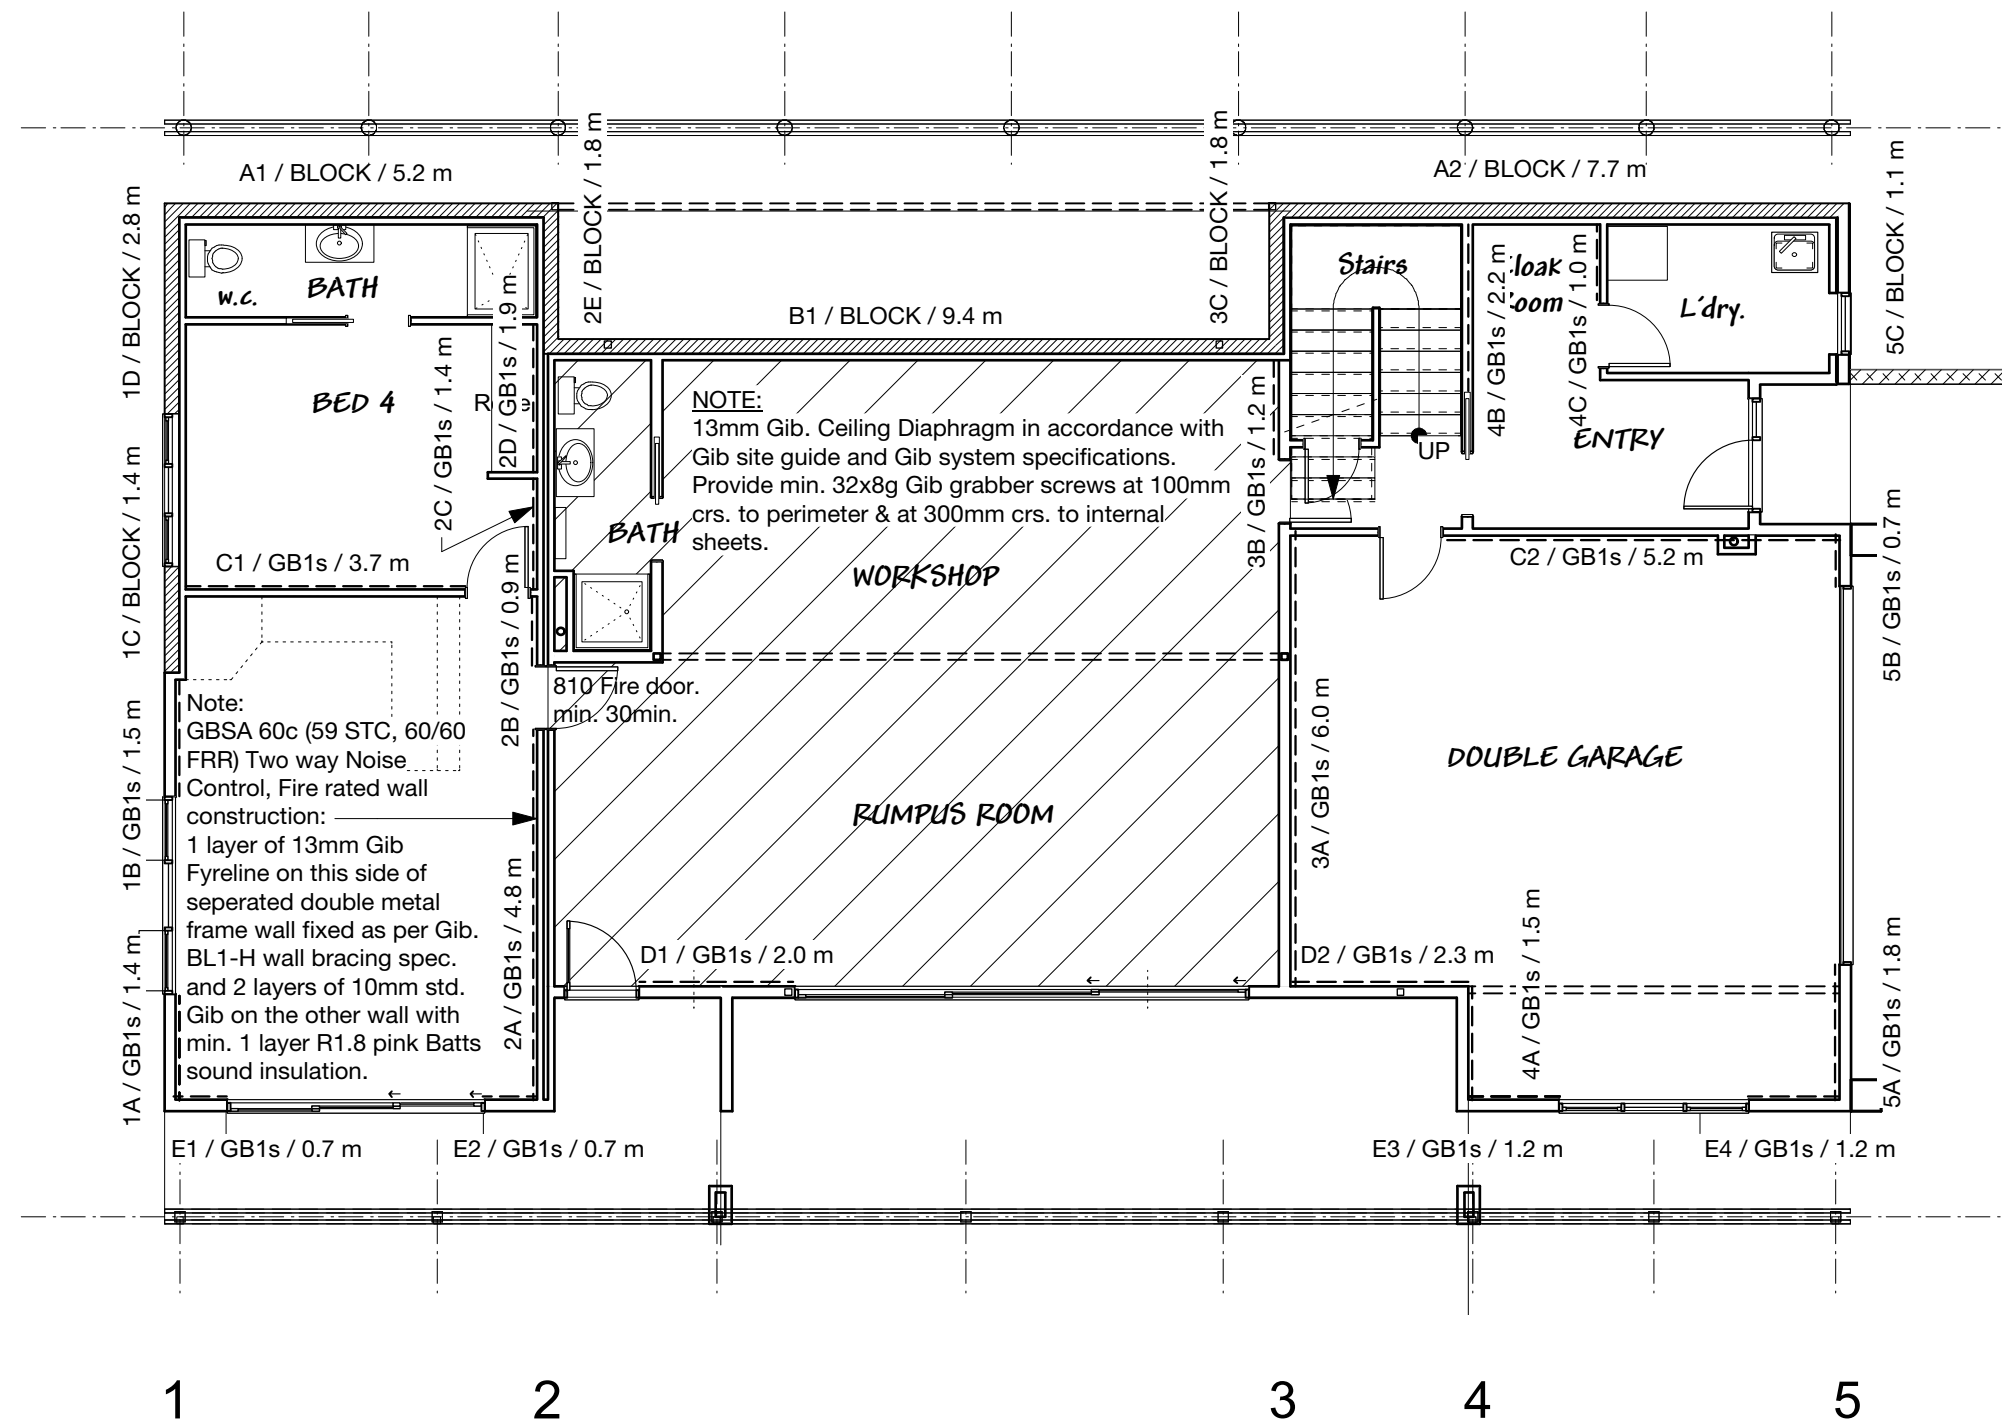 A1 / BLOCK / 5.2 m
2E / BLOCK / 1.8 m
3C / BLOCK / 1.8 m
A2 / BLOCK / 7.7 m
5C / BLOCK / 1.1 m
1D / BLOCK / 2.8 m
W.C.
BATH
B1 / BLOCK / 9.4 m
Stairs
4B / GB1s / 2.2 m
4C / GB1s / 1.0 m
L'dry.
2D / GB1s / 1.9 m
2C / GB1s / 1.4 m
BED 4
NOTE:
13mm Gib. Ceiling Diaphragm in accordance with
Gib site guide and Gib system specifications.
Provide min. 32x8g Gib grabber screws at 100mm
crs. to perimeter & at 300mm crs. to internal
sheets.
3B / GB1s / 1.2 m
UP
ENTRY
1C / BLOCK / 1.4 m
C1 / GB1s / 3.7 m
BATH
WORKSHOP
C2 / GB1s / 5.2 m
5B / GB1s / 0.7 m
2B / GB1s / 0.9 m
810 Fire door.
min. 30min.
Note:
GBSA 60c (59 STC, 60/60
FRR) Two way Noise
Control, Fire rated wall
construction:
1 layer of 13mm Gib
Fyreline on this side of
seperated double metal
frame wall fixed as per Gib.
BL1-H wall bracing spec.
and 2 layers of 10mm std.
Gib on the other wall with
min. 1 layer R1.8 pink Batts
sound insulation.
1B / GB1s / 1.5 m
1A / GB1s / 1.4 m
2A / GB1s / 4.8 m
RUMPUS ROOM
3A / GB1s / 6.0 m
DOUBLE GARAGE
D1 / GB1s / 2.0 m
D2 / GB1s / 2.3 m
4A / GB1s / 1.5 m
5A / GB1s / 1.8 m
E1 / GB1s / 0.7 m
E2 / GB1s / 0.7 m
E3 / GB1s / 1.2 m
E4 / GB1s / 1.2 m
1
2
3
4
5